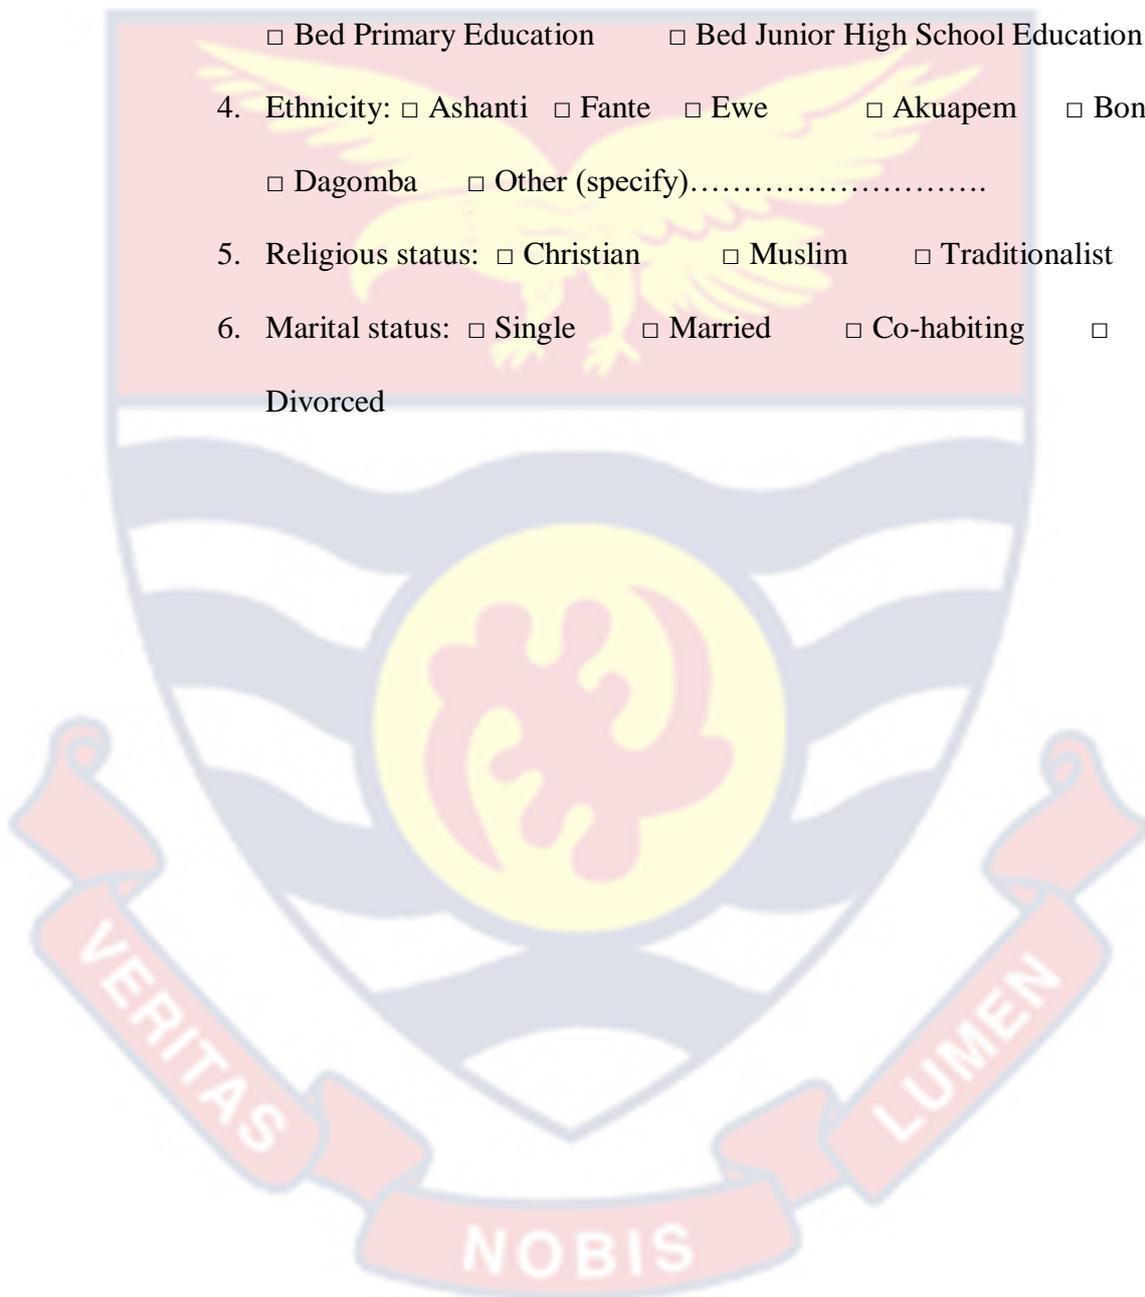 □ Bed Primary Education □ Bed Junior High School Education
4. Ethnicity: □ Ashanti □ Fante □ Ewe □ Akuapem □ Bon
□ Dagomba □ Other (specify)……………………….
5. Religious status: □ Christian □ Muslim □ Traditionalist
6. Marital status: □ Single □ Married □ Co-habiting □
Divorced
VERITAS
NOBIS
LUMEN